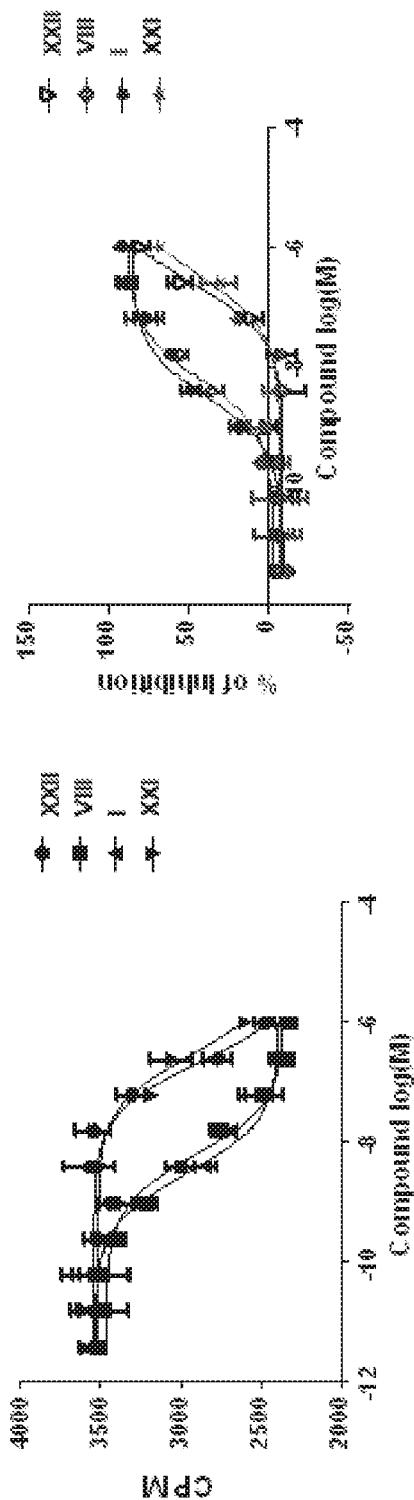 CPM
4000
3500
3000
2500
2000
-12
-10
-8
-6
-4
Compound log(M)
XXII
VIII
I
XXI
% of Inhibition
150
100
50
0
-50
-6
-4
Compound log(M)
XXII
VIII
I
XXI